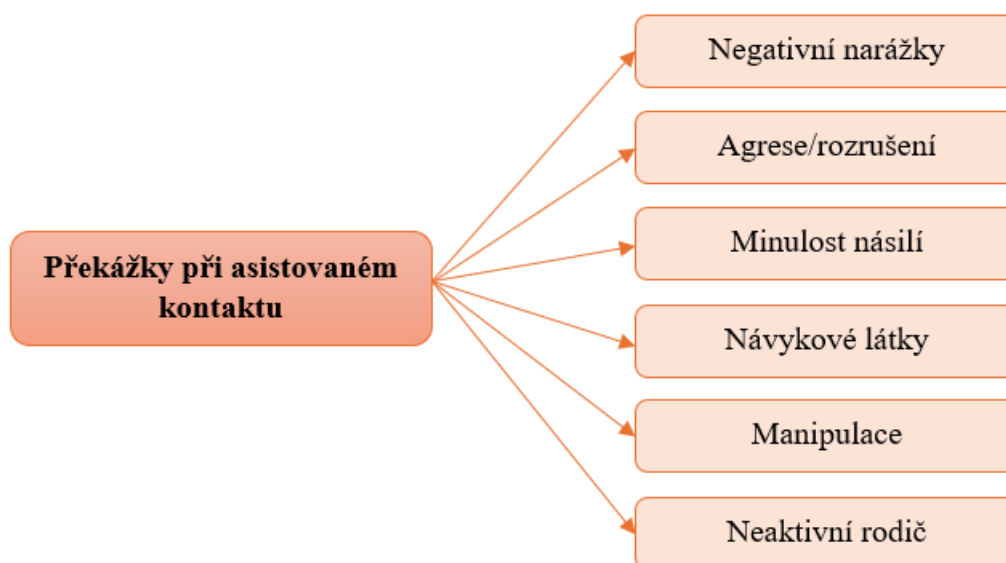 Překážky při asistovaném
kontaktu
Negativní narážky
Agrese/rozrušení
Minulost násilí
Návykové látky
Manipulace
Neaktivní rodič